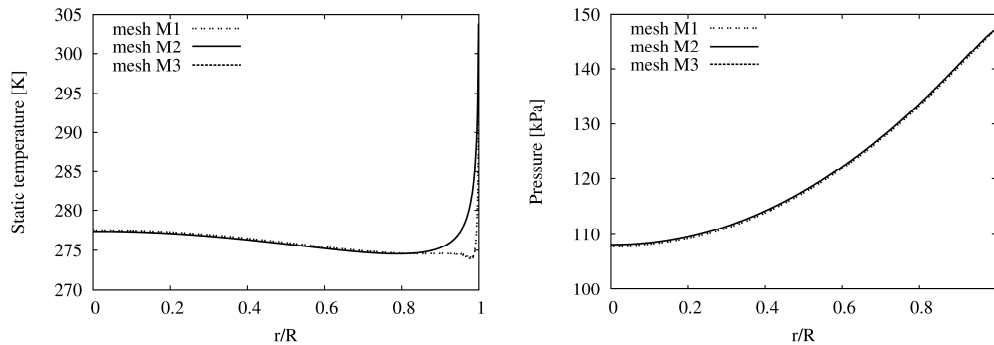 305
300
295
290
285
280
275
270
Static temperature [K]
mesh M1
mesh M2
mesh M3
0
0.2
0.4
0.6
0.8
1
r/R
150
140
130
120
110
100
Pressure [kPa]
mesh M1
mesh M2
mesh M3
0
0.2
0.4
0.6
0.8
r/R